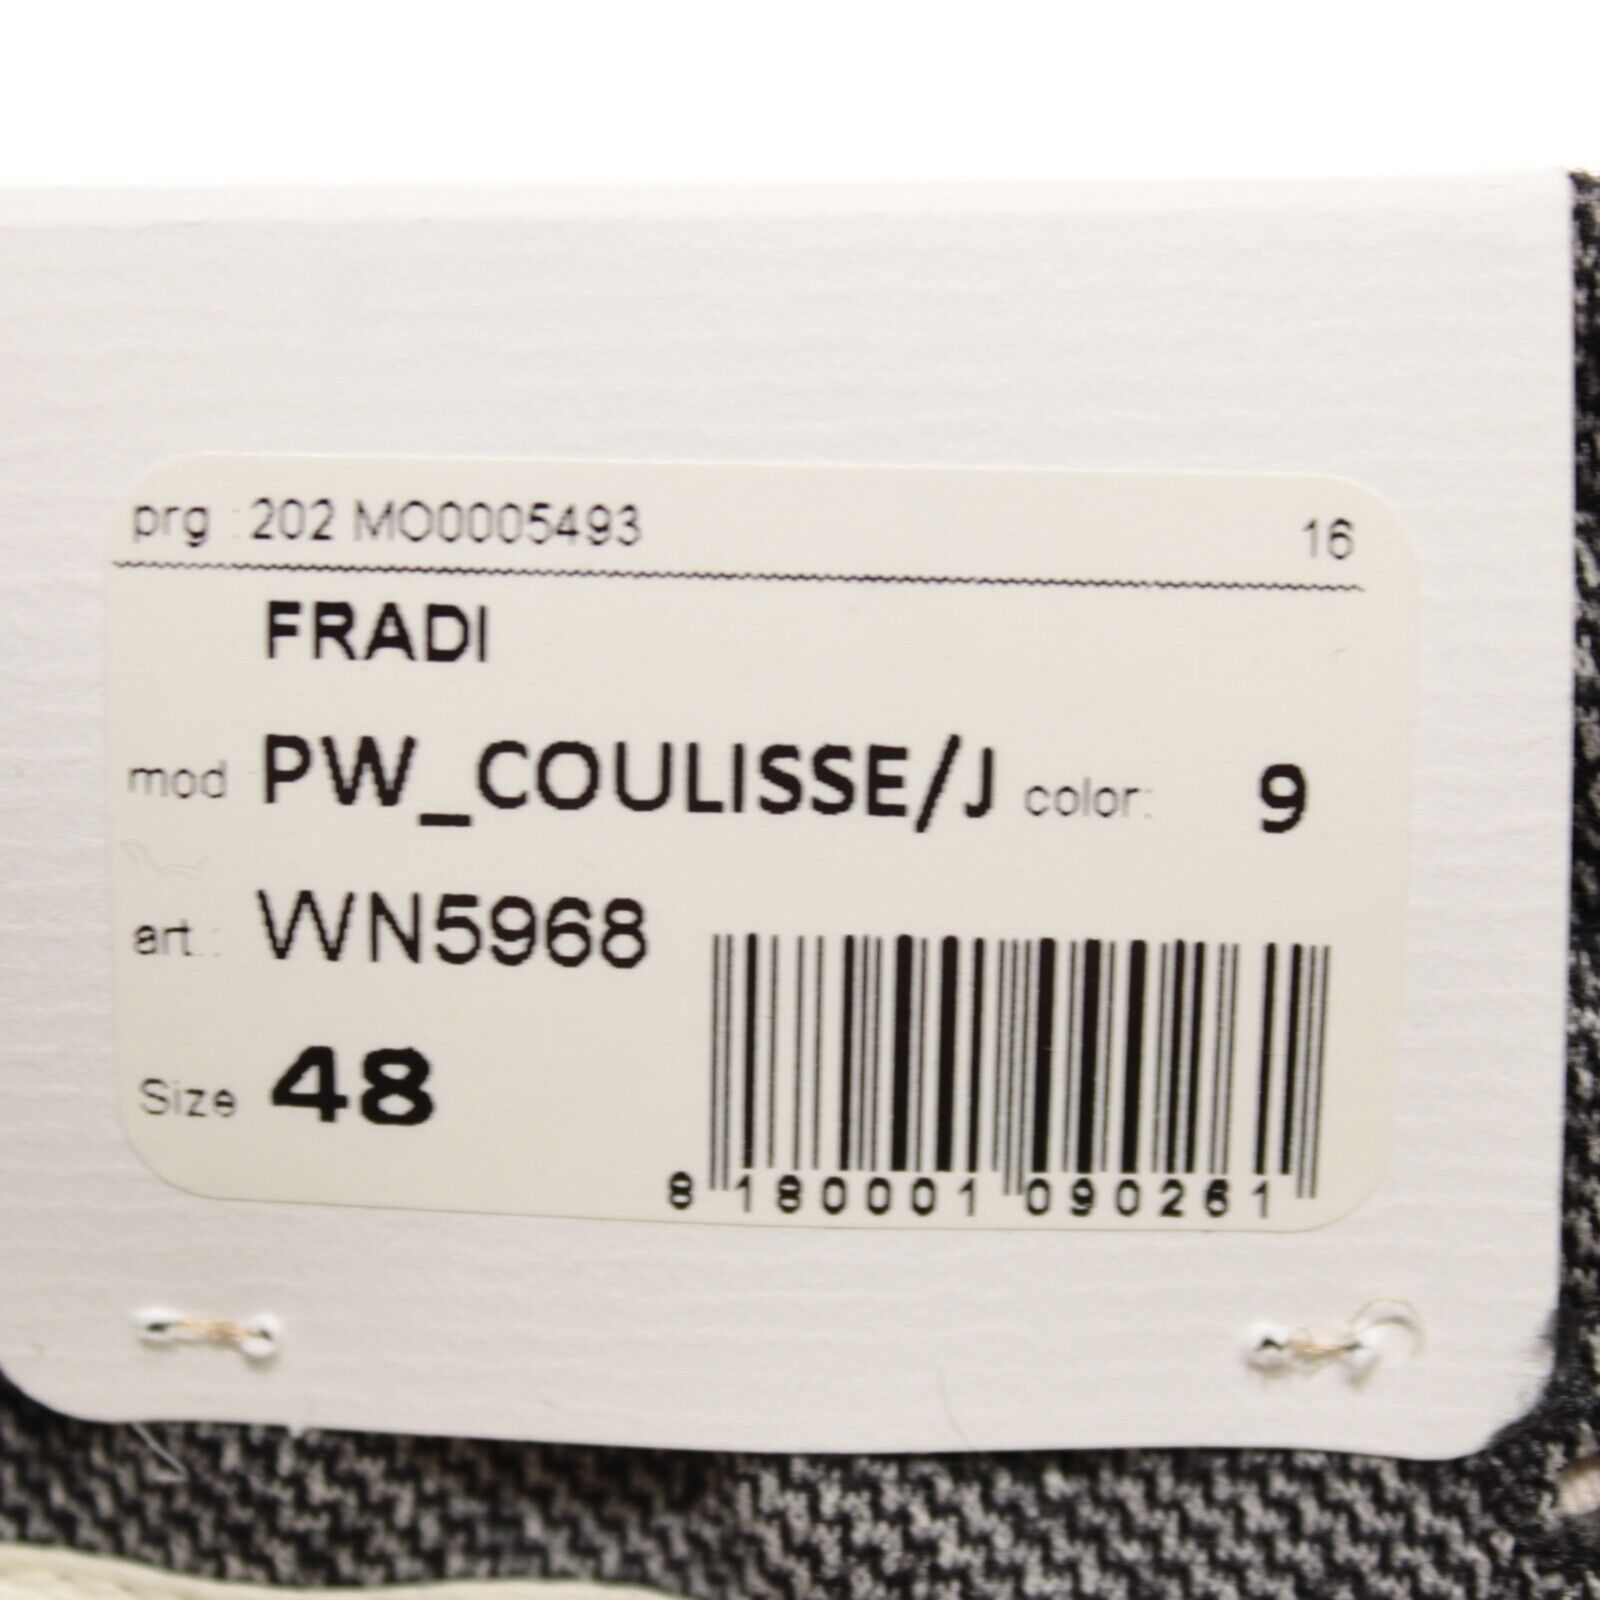 prg : 202 MO0005493 16
FRADI
mod PW_COULISSE/J color: 9
art.: WN5968
Size 48
8 180001 090261